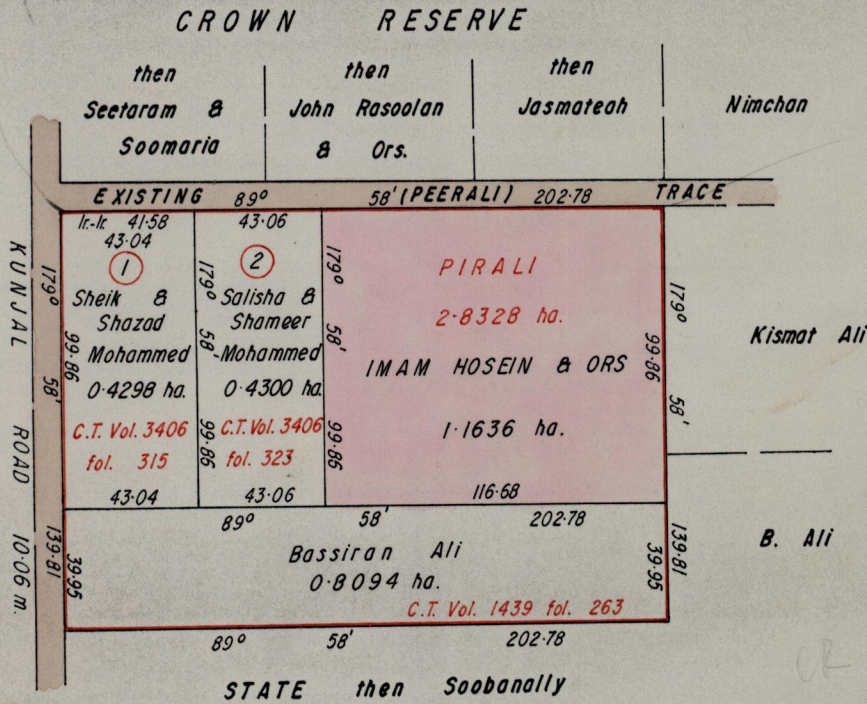 CROWN RESERVE
then
Seetaram &
Soomaria
then
John Rasoolan
& Ors.
then
Jasmateah
Nimchan
EXISTING 89° 58' (PEERALI) 202·78 TRACE
Ir.-Ir. 41·58
43·04
1
Sheik &
Shazad
Mohammed
0·4298 ha.
C.T. Vol. 3406
fol. 315
43·04
43·06
2
Salisha &
Shameer
Mohammed
0·4300 ha.
C.T. Vol. 3406
fol. 323
43·06
PIRALI
2·8328 ha.
IMAM HOSEIN & ORS
1·1636 ha.
116·68
179° 58' 99·86
179° 58' 99·86
179° 58' 99·86
179° 58' 99·86
Kismat Ali
KUNJAL ROAD 10·06 m.
89° 58' 202·78
Bassiran Ali
0·8094 ha.
C.T. Vol. 1439 fol. 263
139·81
39·95
39·95
139·81
B. Ali
89° 58' 202·78
STATE then Soobanally
CR